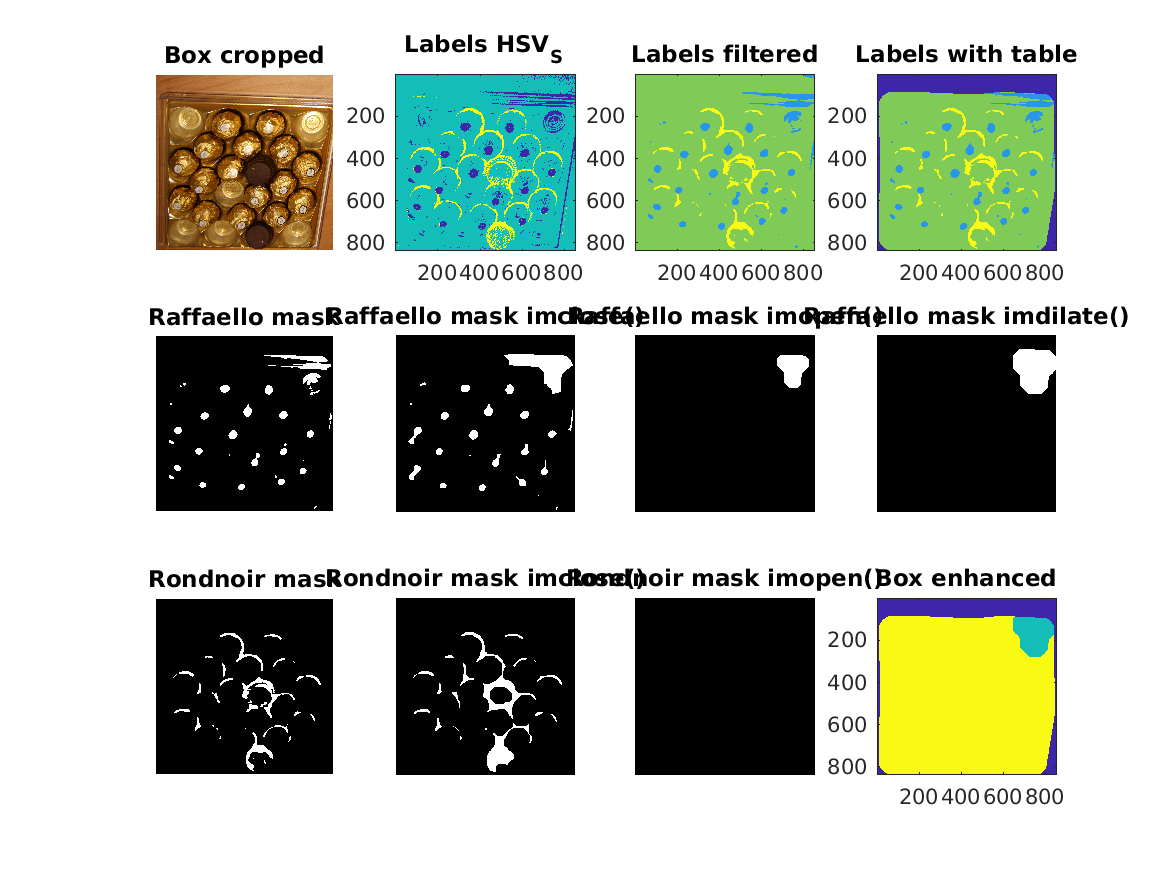 Box cropped
Labels HSV_S
Labels filtered
Labels with table
200
400
600
800
200 400 600 800
200
400
600
800
200 400 600 800
200
400
600
800
200 400 600 800
Raffaello mask
Raffaello mask imclose()
Raffaello mask imopen()
Raffaello mask imdilate()
Rondnoir mask
Rondnoir mask imclose()
Rondnoir mask imopen()
Box enhanced
200
400
600
800
200 400 600 800